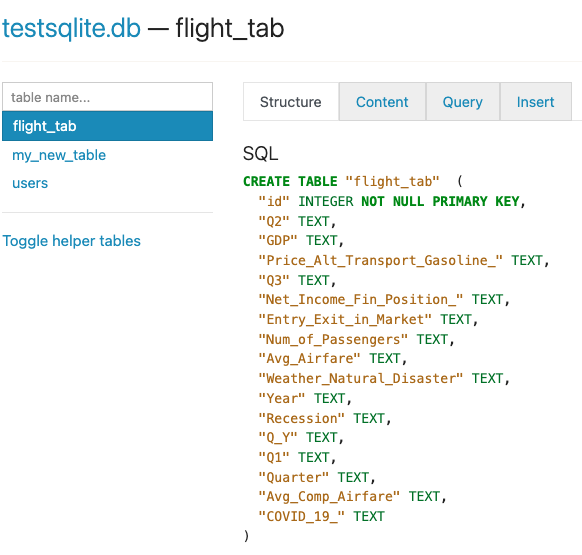 testsqlite.db — flight_tab
table name...
flight_tab
my_new_table
users
Toggle helper tables
Structure
Content
Query
Insert
SQL
CREATE TABLE "flight_tab" (
"id" INTEGER NOT NULL PRIMARY KEY,
"Q2" TEXT,
"GDP" TEXT,
"Price_Alt_Transport_Gasoline_" TEXT,
"Q3" TEXT,
"Net_Income_Fin_Position_" TEXT,
"Entry_Exit_in_Market" TEXT,
"Num_of_Passengers" TEXT,
"Avg_Airfare" TEXT,
"Weather_Natural_Disaster" TEXT,
"Year" TEXT,
"Recession" TEXT,
"Q_Y" TEXT,
"Q1" TEXT,
"Quarter" TEXT,
"Avg_Comp_Airfare" TEXT,
"COVID_19_" TEXT
)